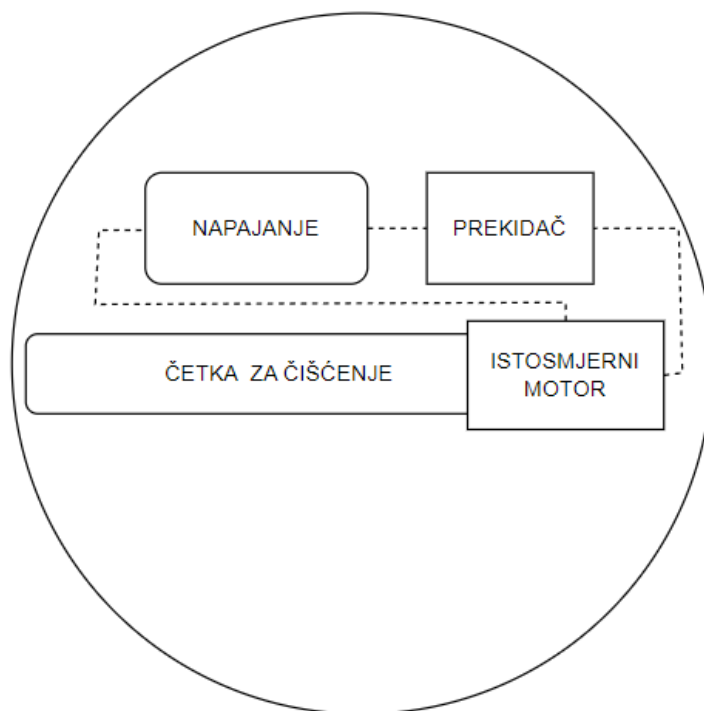 NAPAJANJE
PREKIDAČ
ČETKA ZA ČIŠĆENJE
ISTOSMJERNI
MOTOR